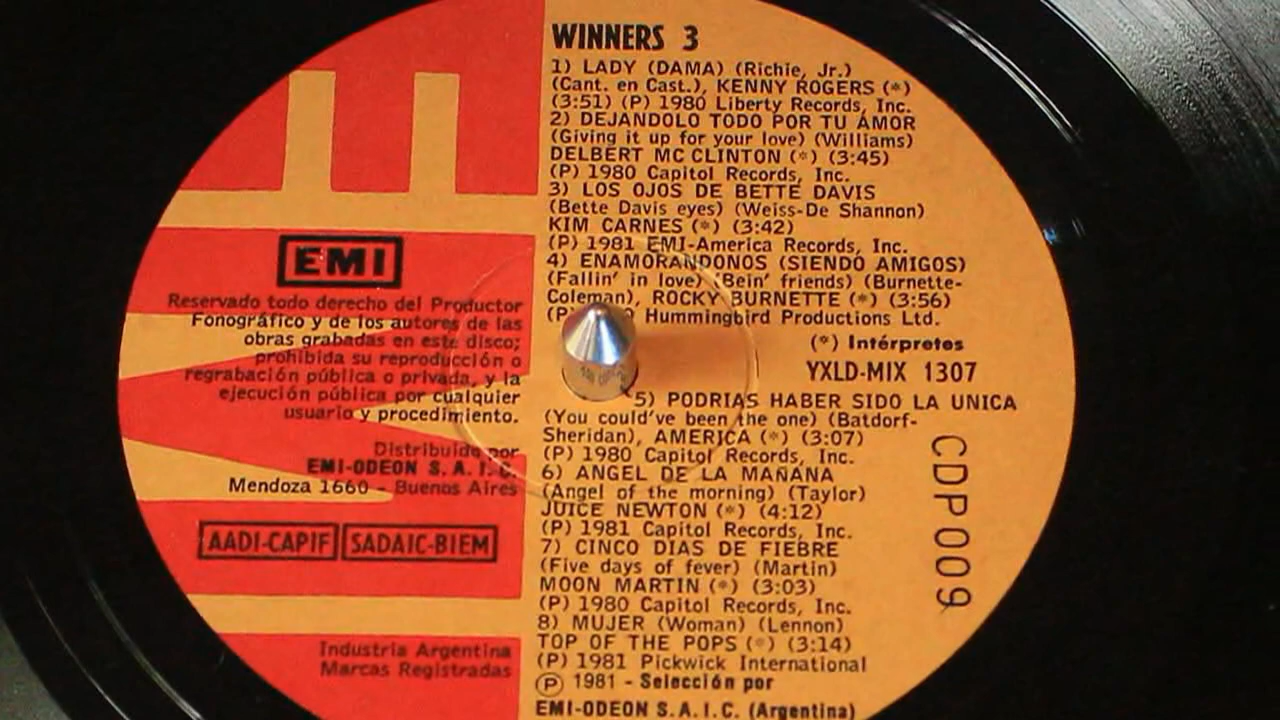 WINNERS 3
1) LADY (DAMA) (Richie, Jr.)
(Cant. en Cast.), KENNY ROGERS (*)
(3:51) (P) 1980 Liberty Records, Inc.
2) DEJANDOLO TODO POR TU AMOR
(Giving it up for your love) (Williams)
DELBERT MC CLINTON (*) (3:45)
(P) 1980 Capitol Records, Inc.
3) LOS OJOS DE BETTE DAVIS
(Bette Davis eyes) (Weiss-De Shannon)
KIM CARNES (*) (3:42)
(P) 1981 EMI-America Records, Inc.
4) ENAMORANDONOS (SIENDO AMIGOS)
(Fallin' in love) (Bein' friends) (Burnette-
Coleman), ROCKY BURNETTE (*) (3:56)
Hummingbird Productions Ltd.
(*) Intérpretes
YXLD-MIX 1307
5) PODRIAS HABER SIDO LA UNICA
(You could've been the one) (Batdorf-
Sheridan), AMERICA (*) (3:07)
(P) 1980 Capitol Records, Inc.
6) ANGEL DE LA MAÑANA
(Angel of the morning) (Taylor)
JUICE NEWTON (*) (4:12)
(P) 1981 Capitol Records, Inc.
7) CINCO DIAS DE FIEBRE
(Five days of fever) (Martin)
MOON MARTIN (*) (3:03)
(P) 1980 Capitol Records, Inc.
8) MUJER (Woman) (Lennon)
TOP OF THE POPS (*) (3:14)
(P) 1981 Pickwick International
Ⓟ 1981 - Selección por
EMI-ODEON S.A.I.C. (Argentina)
CDP009
EMI
EMI
Reservado todo derecho del Productor
Fonográfico y de los autores de las
obras grabadas en este disco;
prohibida su reproducción o
regrabación pública o privada, y la
ejecución pública por cualquier
usuario y procedimiento.
Distribuido por
EMI-ODEON S.A.I.C.
Mendoza 1660 - Buenos Aires
AADI-CAPIF SADAIC-BIEM
Industria Argentina
Marcas Registradas